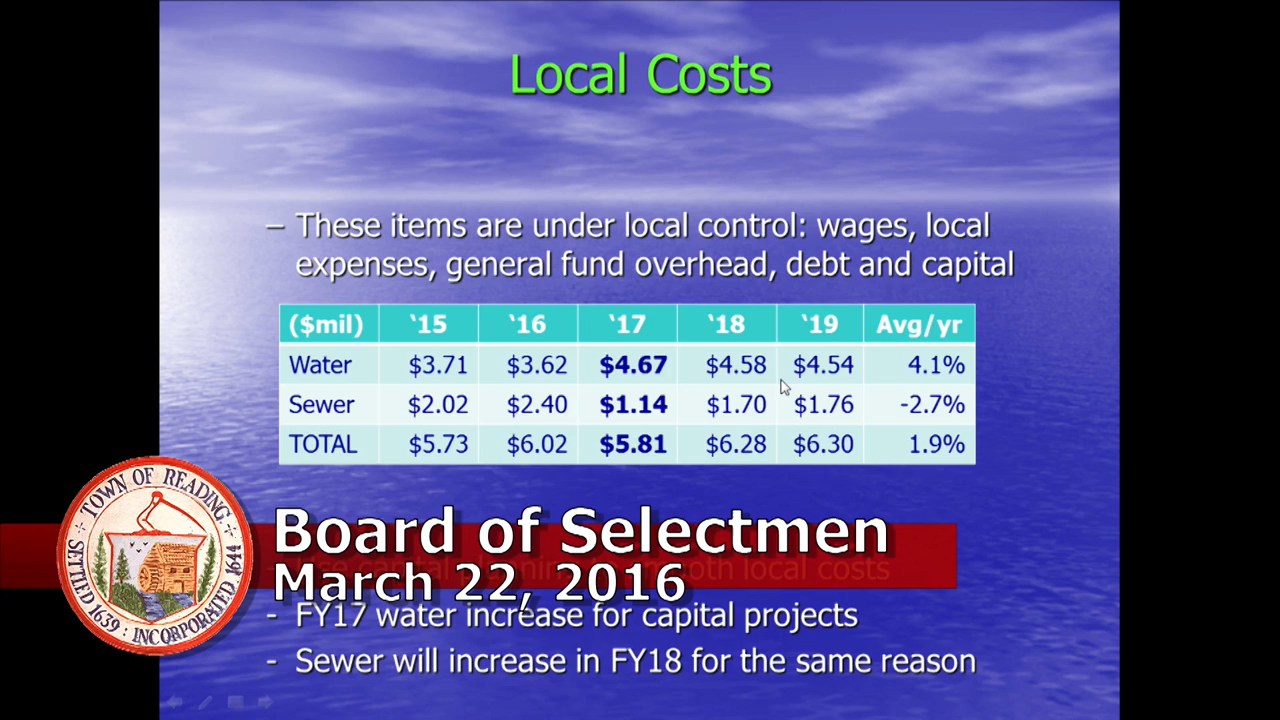 Local Costs
– These items are under local control: wages, local
expenses, general fund overhead, debt and capital
($mil) ‘15 ‘16 ‘17 ‘18 ‘19 Avg/yr
Water $3.71 $3.62 $4.67 $4.58 $4.54 4.1%
Sewer $2.02 $2.40 $1.14 $1.70 $1.76 -2.7%
TOTAL $5.73 $6.02 $5.81 $6.28 $6.30 1.9%
TOWN OF READING
SETTLED 1639 : INCORPORATED 1644
Board of Selectmen
local costs
March 22, 2016
- FY17 water increase for capital projects
- Sewer will increase in FY18 for the same reason